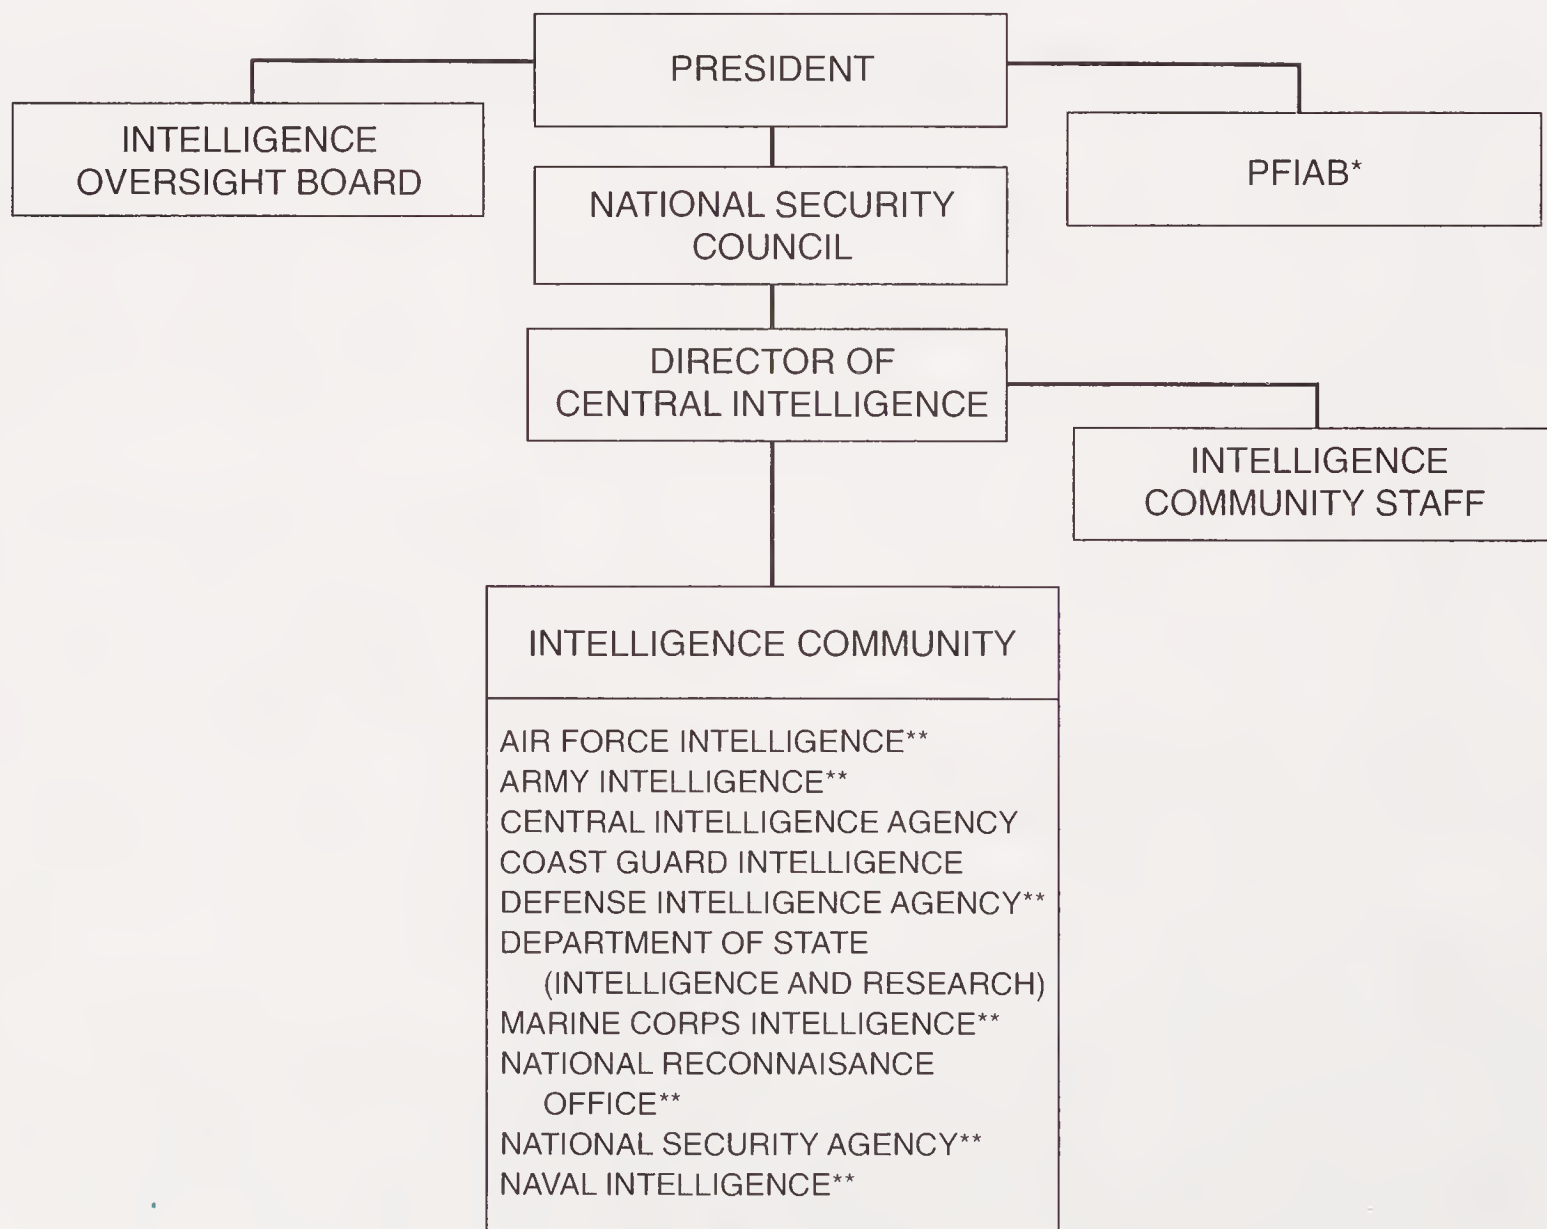 PRESIDENT
INTELLIGENCE
OVERSIGHT BOARD
PFIAB*
NATIONAL SECURITY
COUNCIL
DIRECTOR OF
CENTRAL INTELLIGENCE
INTELLIGENCE
COMMUNITY STAFF
INTELLIGENCE COMMUNITY
AIR FORCE INTELLIGENCE**
ARMY INTELLIGENCE**
CENTRAL INTELLIGENCE AGENCY
COAST GUARD INTELLIGENCE
DEFENSE INTELLIGENCE AGENCY**
DEPARTMENT OF STATE
(INTELLIGENCE AND RESEARCH)
MARINE CORPS INTELLIGENCE**
NATIONAL RECONNAISANCE
OFFICE**
NATIONAL SECURITY AGENCY**
NAVAL INTELLIGENCE**